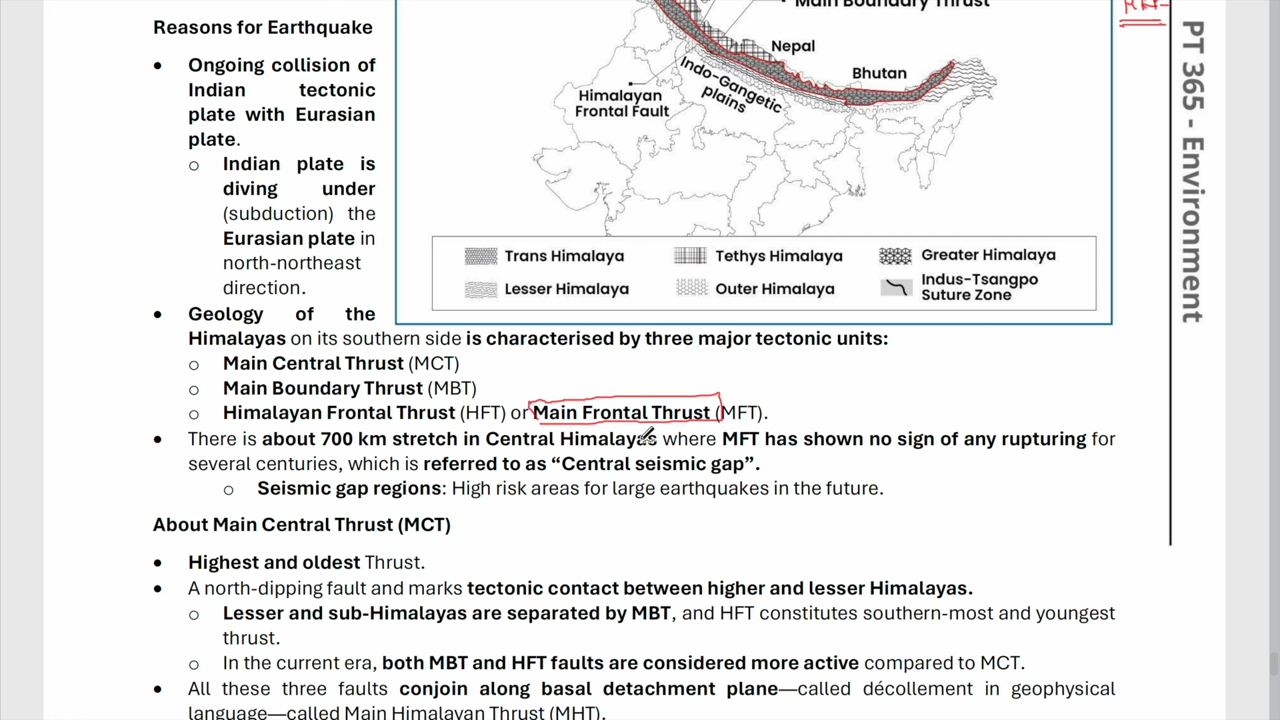 Main Boundary Thrust
MFT
Nepal
Bhutan
Indo-Gangetic
plains
Himalayan
Frontal Fault
Trans Himalaya
Tethys Himalaya
Greater Himalaya
Lesser Himalaya
Outer Himalaya
Indus-Tsangpo
Suture Zone
PT 365 - Environment
Reasons for Earthquake
• Ongoing collision of
Indian tectonic
plate with Eurasian
plate.
o Indian plate is
diving under
(subduction) the
Eurasian plate in
north-northeast
direction.
• Geology of the
Himalayas on its southern side is characterised by three major tectonic units:
o Main Central Thrust (MCT)
o Main Boundary Thrust (MBT)
o Himalayan Frontal Thrust (HFT) or Main Frontal Thrust (MFT).
• There is about 700 km stretch in Central Himalayas where MFT has shown no sign of any rupturing for
several centuries, which is referred to as “Central seismic gap”.
o Seismic gap regions: High risk areas for large earthquakes in the future.
About Main Central Thrust (MCT)
• Highest and oldest Thrust.
• A north-dipping fault and marks tectonic contact between higher and lesser Himalayas.
o Lesser and sub-Himalayas are separated by MBT, and HFT constitutes southern-most and youngest
thrust.
o In the current era, both MBT and HFT faults are considered more active compared to MCT.
• All these three faults conjoin along basal detachment plane—called décollement in geophysical
language—called Main Himalayan Thrust (MHT).